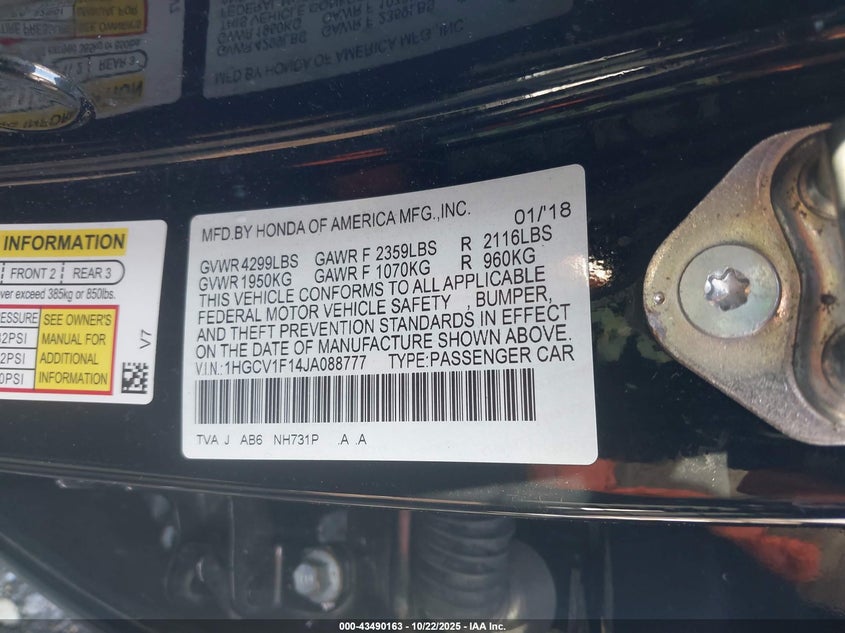 MFD.BY HONDA OF AMERICA MFG.,INC. 01/'18
GVWR 4299LBS GAWR F 2359LBS R 2116LBS
GVWR 1950KG GAWR F 1070KG R 960KG
THIS VEHICLE CONFORMS TO ALL APPLICABLE
FEDERAL MOTOR VEHICLE SAFETY , BUMPER,
AND THEFT PREVENTION STANDARDS IN EFFECT
ON THE DATE OF MANUFACTURE SHOWN ABOVE.
V.I.N.:1HGCV1F14JA088777 TYPE:PASSENGER CAR
TVA J AB6 NH731P .A .A
INFORMATION
FRONT 2 REAR 3
exceed 385kg or 850lbs.
SEE OWNER'S
MANUAL FOR
ADDITIONAL
INFORMATION
V7
000-43490163 - 10/22/2025 - IAA Inc.